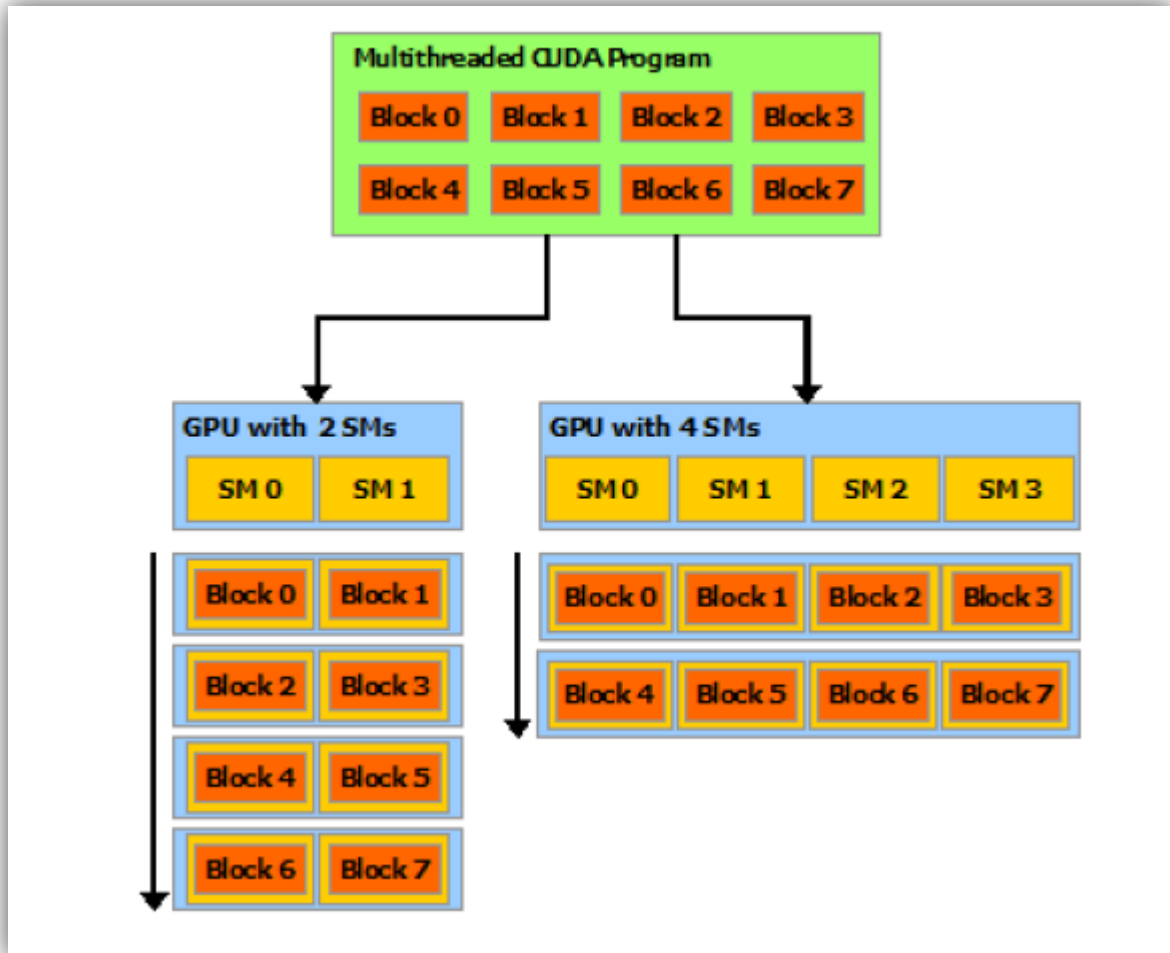 Multithreaded CUDA Program
Block 0 Block 1 Block 2 Block 3
Block 4 Block 5 Block 6 Block 7
GPU with 2 SMs
SM 0 SM 1
Block 0 Block 1
Block 2 Block 3
Block 4 Block 5
Block 6 Block 7
GPU with 4 SMs
SM 0 SM 1 SM 2 SM 3
Block 0 Block 1 Block 2 Block 3
Block 4 Block 5 Block 6 Block 7